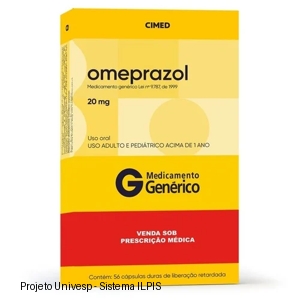 CIMED
omeprazol
Medicamento genérico Lei nº 9.787, de 1999
20 mg
Uso oral
USO ADULTO E PEDIÁTRICO ACIMA DE 1 ANO
G Medicamento
Genérico
VENDA SOB
PRESCRIÇÃO MÉDICA
Contém: 56 cápsulas duras de liberação retardada
Projeto Univesp - Sistema ILPIS